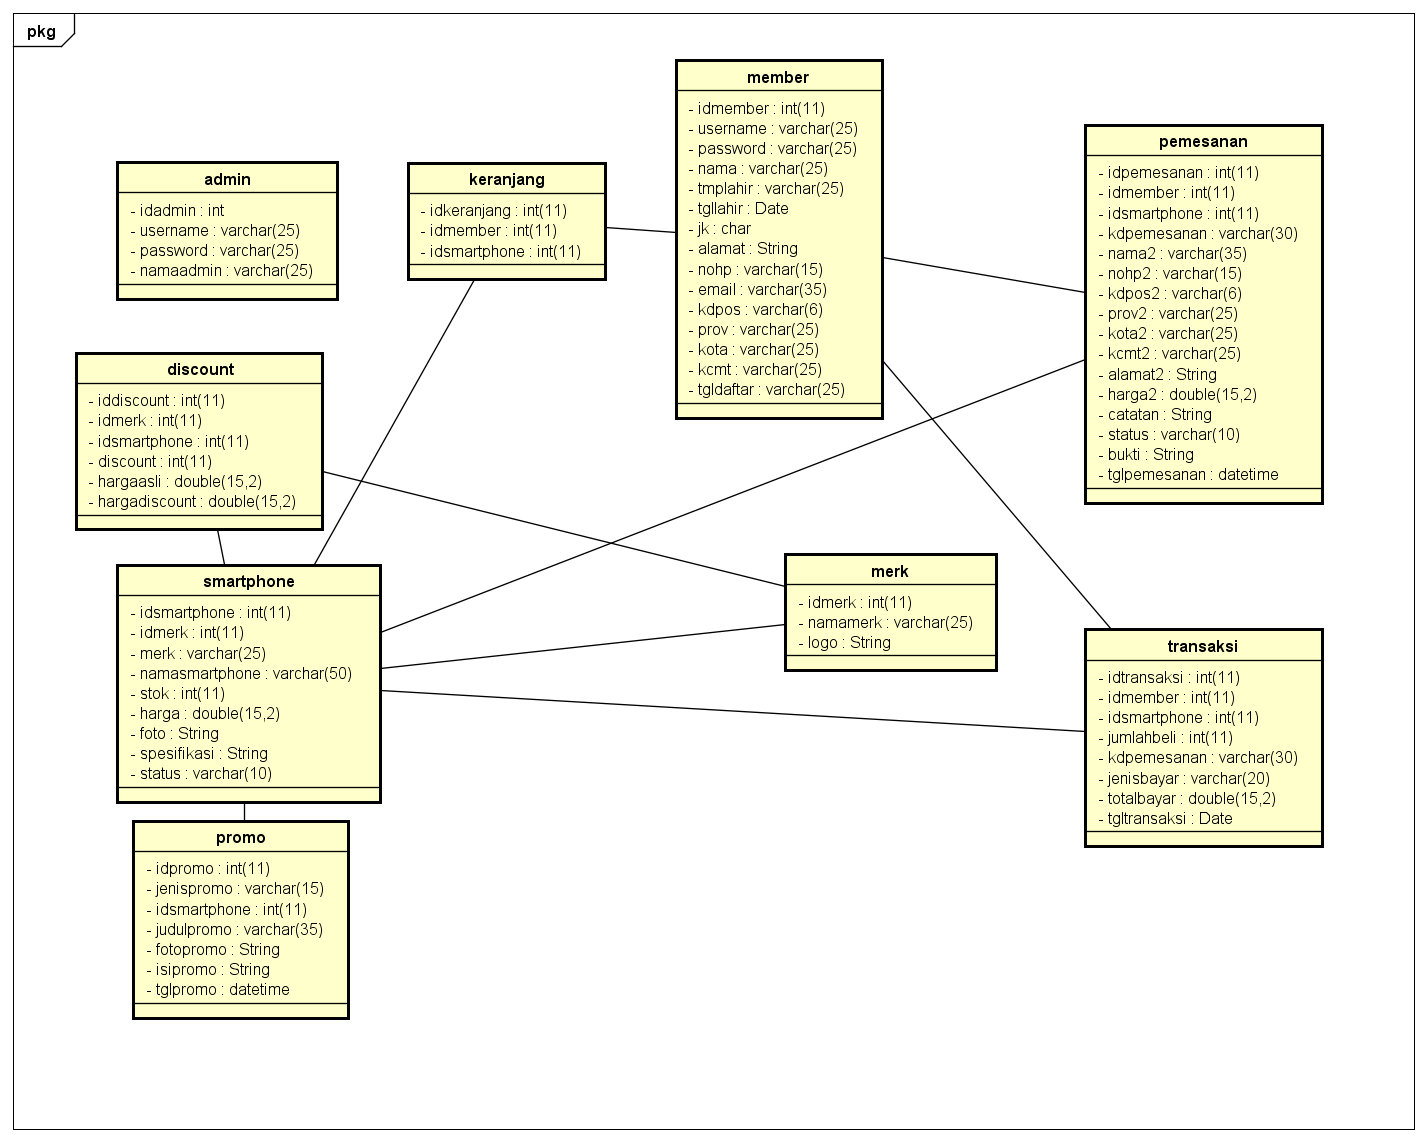 pkg
member
- idmember : int(11)
- username : varchar(25)
- password : varchar(25)
- nama : varchar(25)
- tmplahir : varchar(25)
- tgllahir : Date
- jk : char
- alamat : String
- nohp : varchar(15)
- email : varchar(35)
- kdpos : varchar(6)
- prov : varchar(25)
- kota : varchar(25)
- kcmt : varchar(25)
- tgldaftar : varchar(25)
pemesanan
- idpemesanan : int(11)
- idmember : int(11)
- idsmartphone : int(11)
- kdpemesanan : varchar(30)
- nama2 : varchar(35)
- nohp2 : varchar(15)
- kdpos2 : varchar(6)
- prov2 : varchar(25)
- kota2 : varchar(25)
- kcmt2 : varchar(25)
- alamat2 : String
- harga2 : double(15,2)
- catatan : String
- status : varchar(10)
- bukti : String
- tglpemesanan : datetime
admin
- idadmin : int
- username : varchar(25)
- password : varchar(25)
- namaadmin : varchar(25)
keranjang
- idkeranjang : int(11)
- idmember : int(11)
- idsmartphone : int(11)
discount
- iddiscount : int(11)
- idmerk : int(11)
- idsmartphone : int(11)
- discount : int(11)
- hargaasli : double(15,2)
- hargadiscount : double(15,2)
smartphone
- idsmartphone : int(11)
- idmerk : int(11)
- merk : varchar(25)
- namasmartphone : varchar(50)
- stok : int(11)
- harga : double(15,2)
- foto : String
- spesifikasi : String
- status : varchar(10)
merk
- idmerk : int(11)
- namamerk : varchar(25)
- logo : String
transaksi
- idtransaksi : int(11)
- idmember : int(11)
- idsmartphone : int(11)
- jumlahbeli : int(11)
- kdpemesanan : varchar(30)
- jenisbayar : varchar(20)
- totalbayar : double(15,2)
- tgltransaksi : Date
promo
- idpromo : int(11)
- jenispromo : varchar(15)
- idsmartphone : int(11)
- judulpromo : varchar(35)
- fotopromo : String
- isipromo : String
- tglpromo : datetime